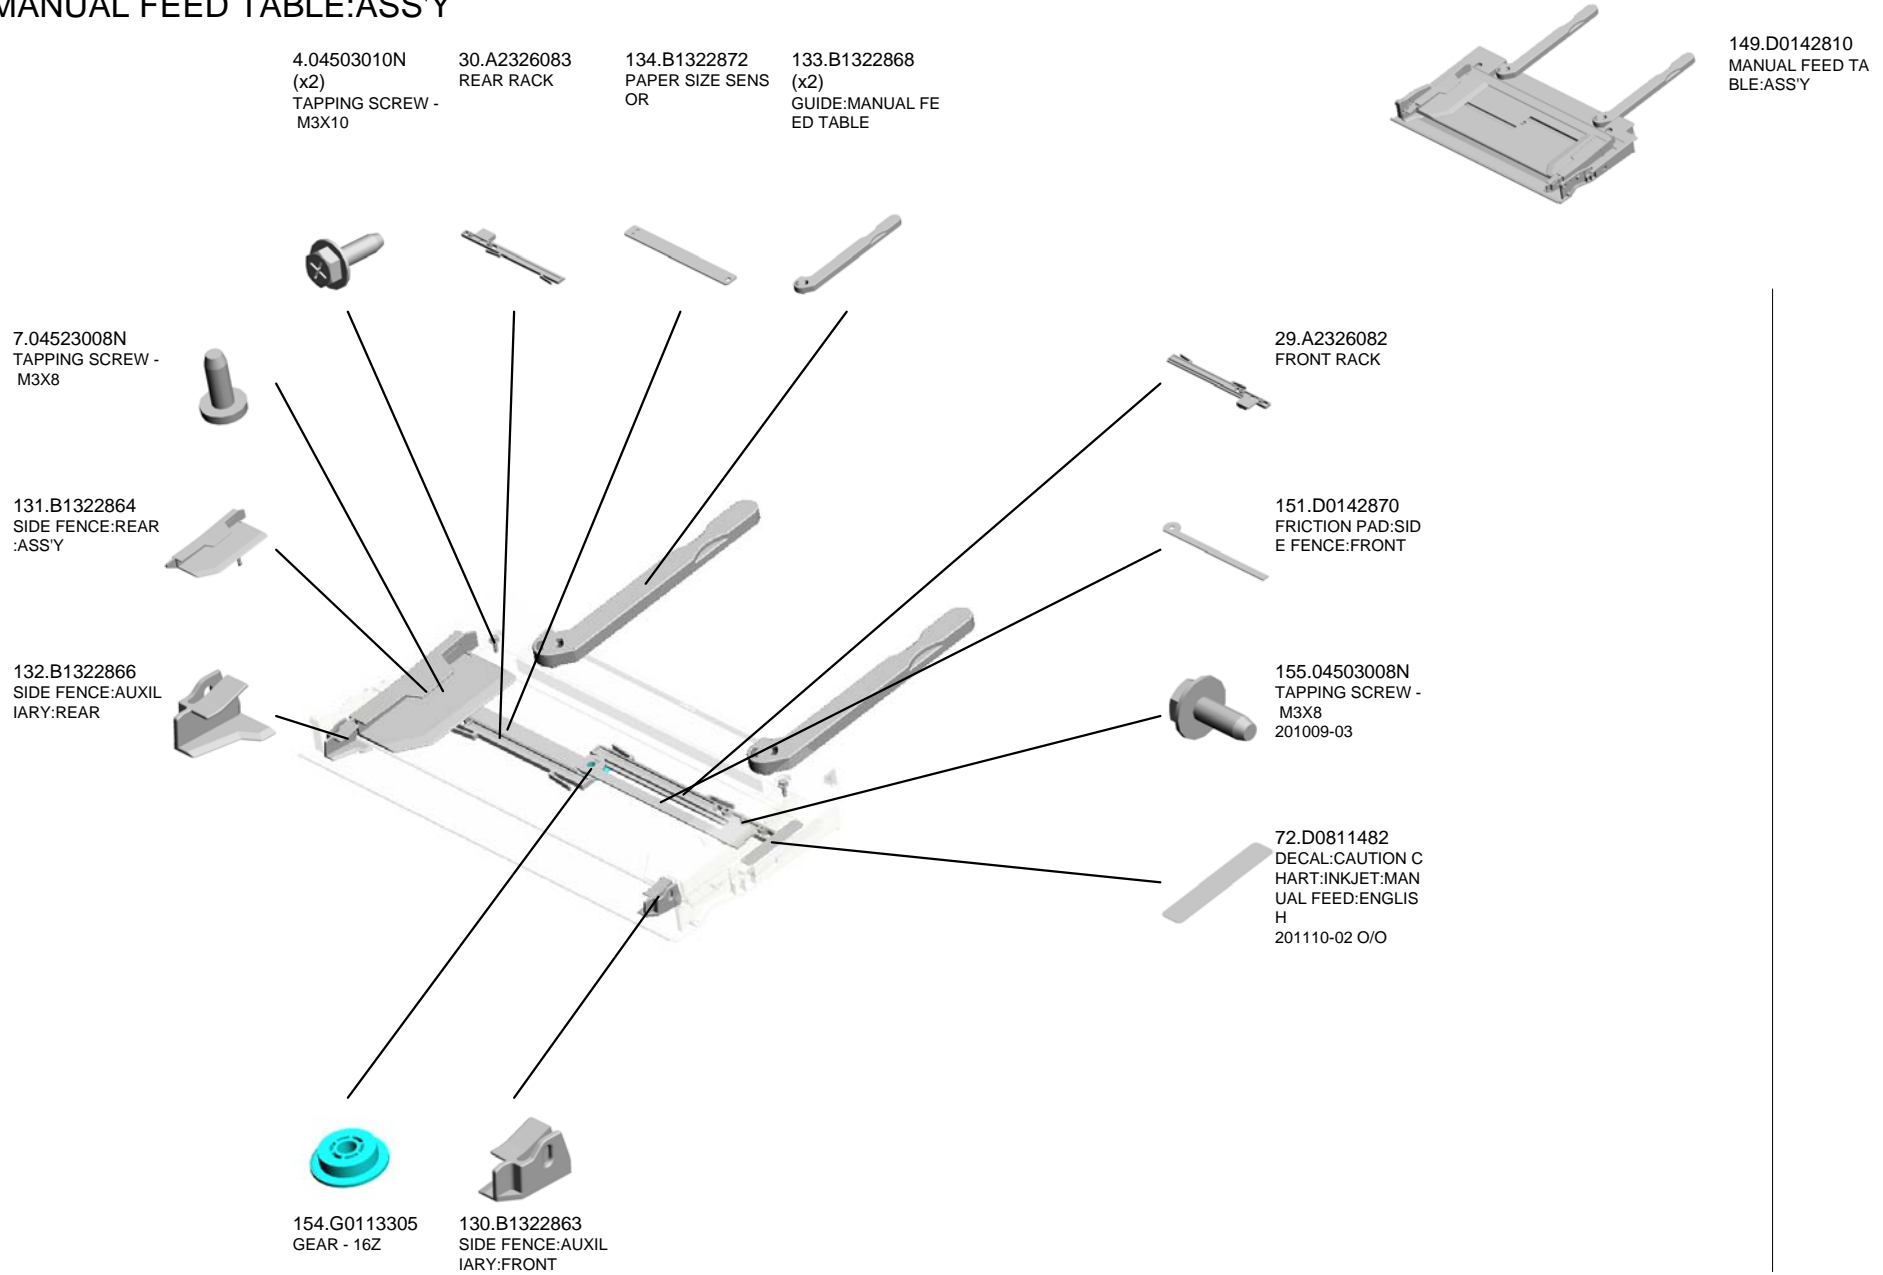 MANUAL FEED TABLE:ASS'Y
4.04503010N
(x2)
TAPPING SCREW -
M3X10
30.A2326083
REAR RACK
134.B1322872
PAPER SIZE SENS
OR
133.B1322868
(x2)
GUIDE:MANUAL FE
ED TABLE
149.D0142810
MANUAL FEED TA
BLE:ASS'Y
7.04523008N
TAPPING SCREW -
M3X8
29.A2326082
FRONT RACK
131.B1322864
SIDE FENCE:REAR
:ASS'Y
151.D0142870
FRICTION PAD:SID
E FENCE:FRONT
132.B1322866
SIDE FENCE:AUXIL
IARY:REAR
155.04503008N
TAPPING SCREW -
M3X8
201009-03
72.D0811482
DECAL:CAUTION C
HART:INKJET:MAN
UAL FEED:ENGLIS
H
201110-02 O/O
154.G0113305
GEAR - 16Z
130.B1322863
SIDE FENCE:AUXIL
IARY:FRONT